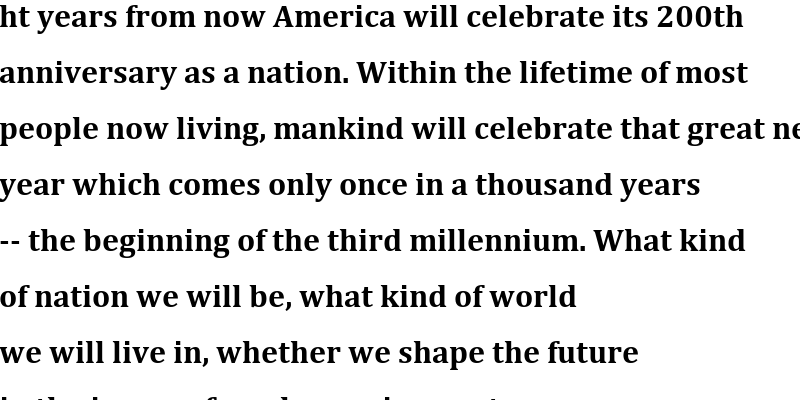 ht years from now America will celebrate its 200th
anniversary as a nation. Within the lifetime of most
people now living, mankind will celebrate that great ne
year which comes only once in a thousand years
-- the beginning of the third millennium. What kind
of nation we will be, what kind of world
we will live in, whether we shape the future